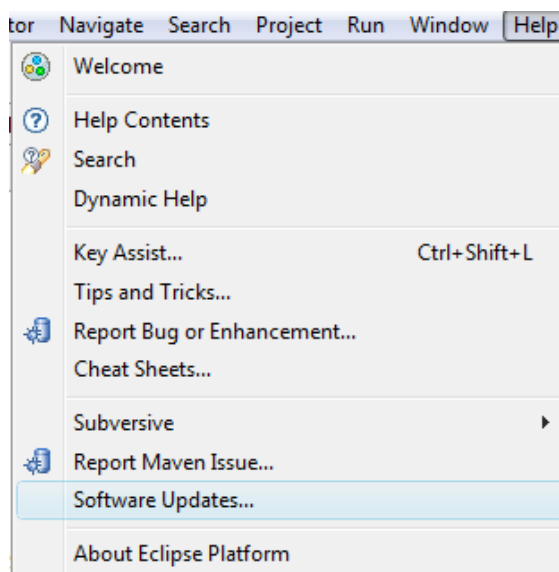 tor Navigate Search Project Run Window Help
Welcome
Help Contents
Search
Dynamic Help
Key Assist... Ctrl+Shift+L
Tips and Tricks...
Report Bug or Enhancement...
Cheat Sheets...
Subversive
Report Maven Issue...
Software Updates...
About Eclipse Platform